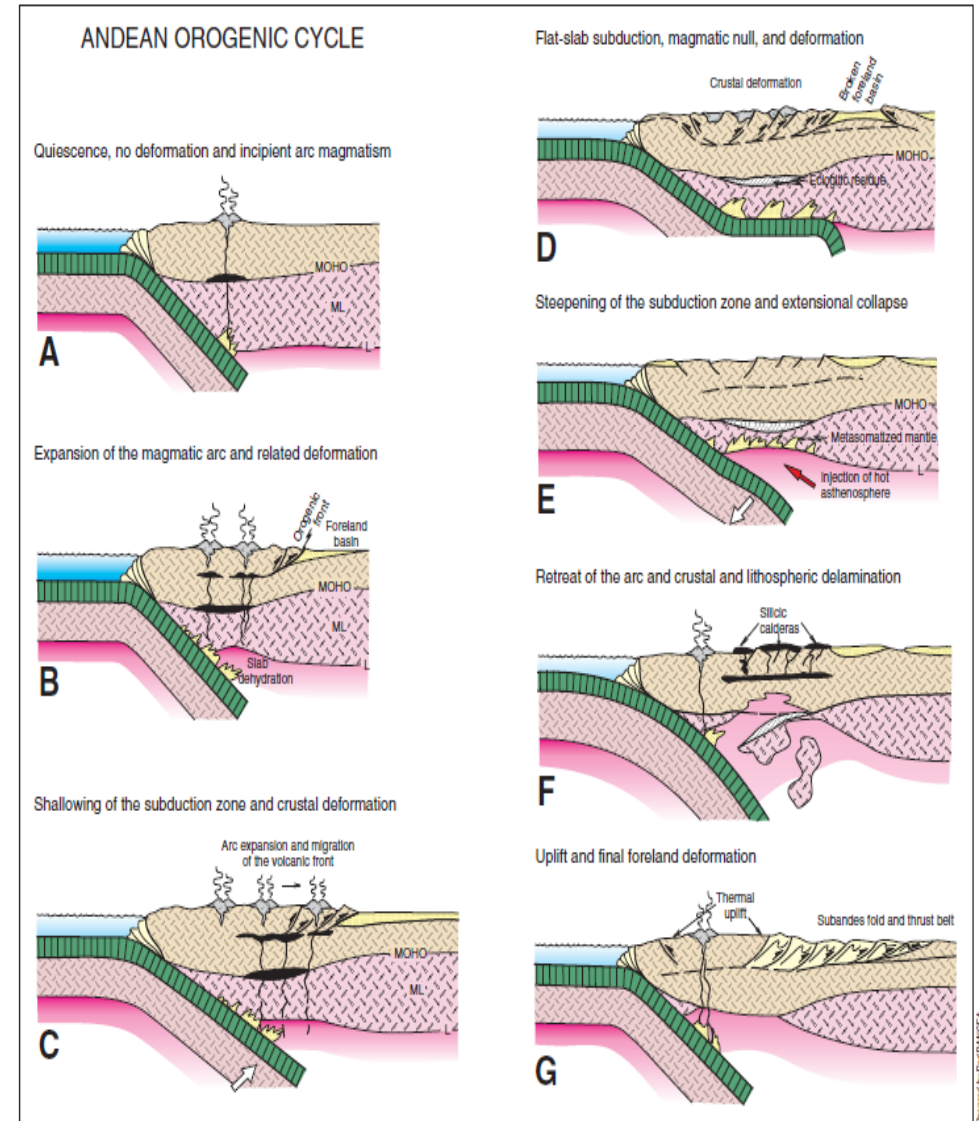 ANDEAN OROGENIC CYCLE
Quiescence, no deformation and incipient arc magmatism
MOHO
ML
L
A
Expansion of the magmatic arc and related deformation
Orogenic
front
Foreland
basin
MOHO
ML
L
Slab
dehydration
B
Shallowing of the subduction zone and crustal deformation
Arc expansion and migration
of the volcanic front
MOHO
ML
L
C
Flat-slab subduction, magmatic null, and deformation
Crustal deformation
Broken
foreland
basin
MOHO
Eclogitic residue
D
Steepening of the subduction zone and extensional collapse
MOHO
Metasomatized mantle
L
Injection of hot
asthenosphere
E
Retreat of the arc and crustal and lithospheric delamination
Silicic
calderas
F
Uplift and final foreland deformation
Thermal
uplift
Subandes fold and thrust belt
G